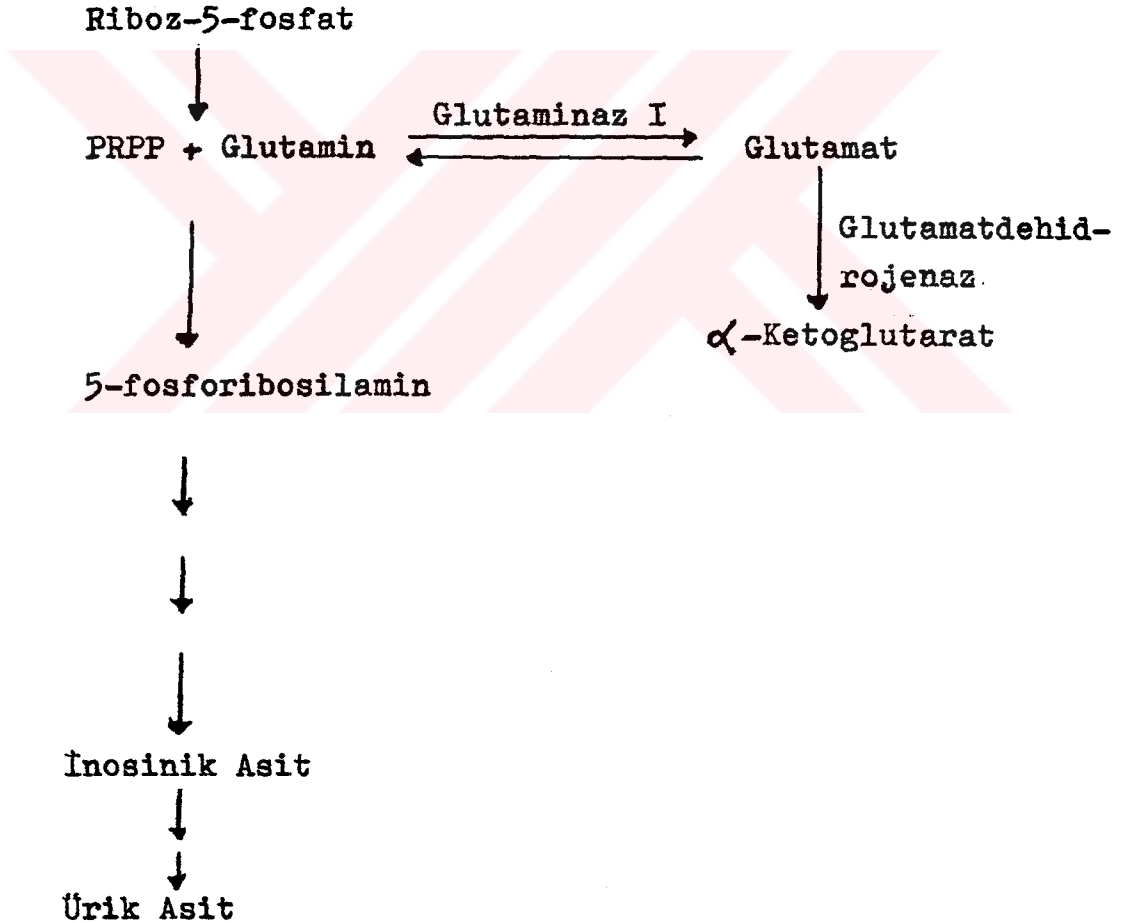 Riboz-5-fosfat
Glutaminaz I
PRPP + Glutamin
Glutamat
Glutamatdehid-
rojenaz
α-Ketoglutarat
5-fosforibosilamin
İnosinik Asit
Ürik Asit